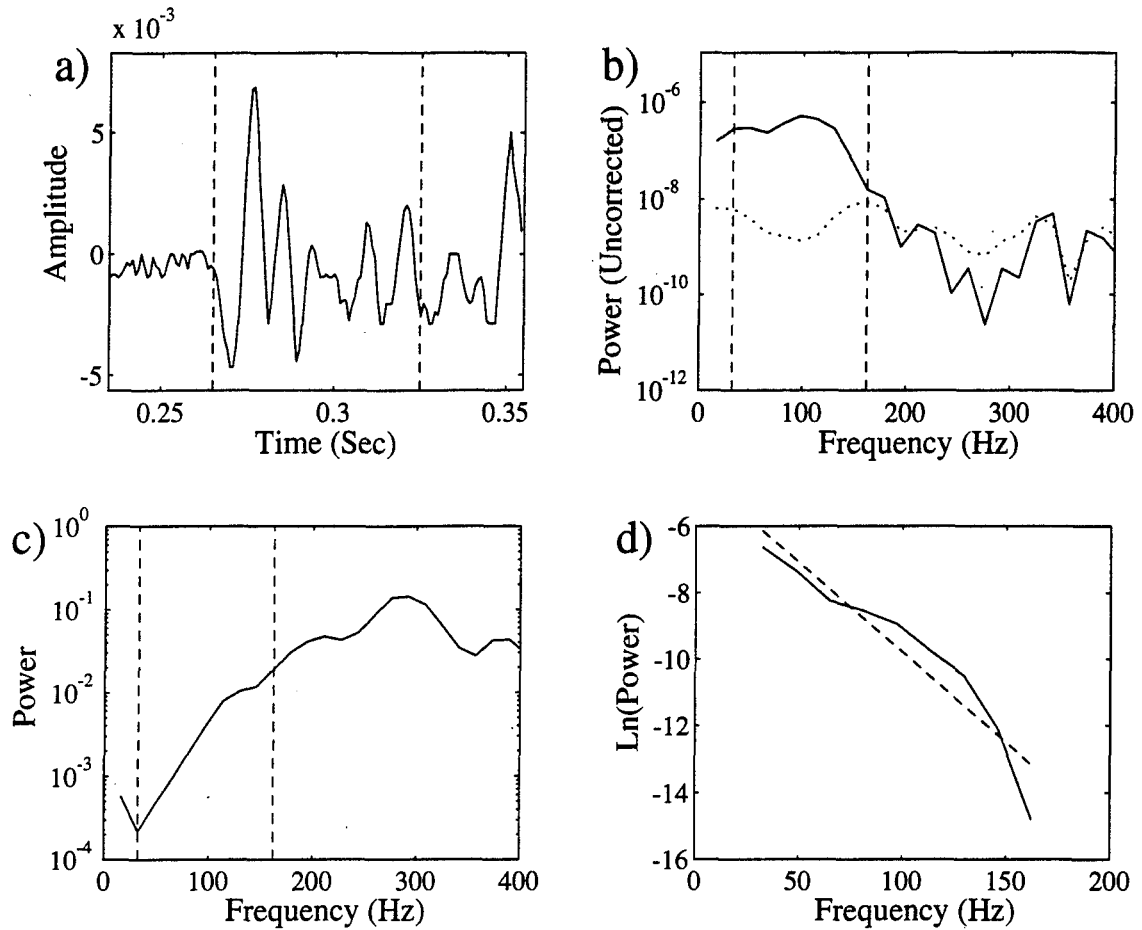 x 10^-3
a)
Amplitude
5
0
-5
0.25
0.3
0.35
Time (Sec)
b)
Power (Uncorrected)
10^-6
10^-8
10^-10
10^-12
0
100
200
300
400
Frequency (Hz)
c)
Power
10^0
10^-1
10^-2
10^-3
10^-4
0
100
200
300
400
Frequency (Hz)
d)
Ln(Power)
-6
-8
-10
-12
-14
-16
0
50
100
150
200
Frequency (Hz)